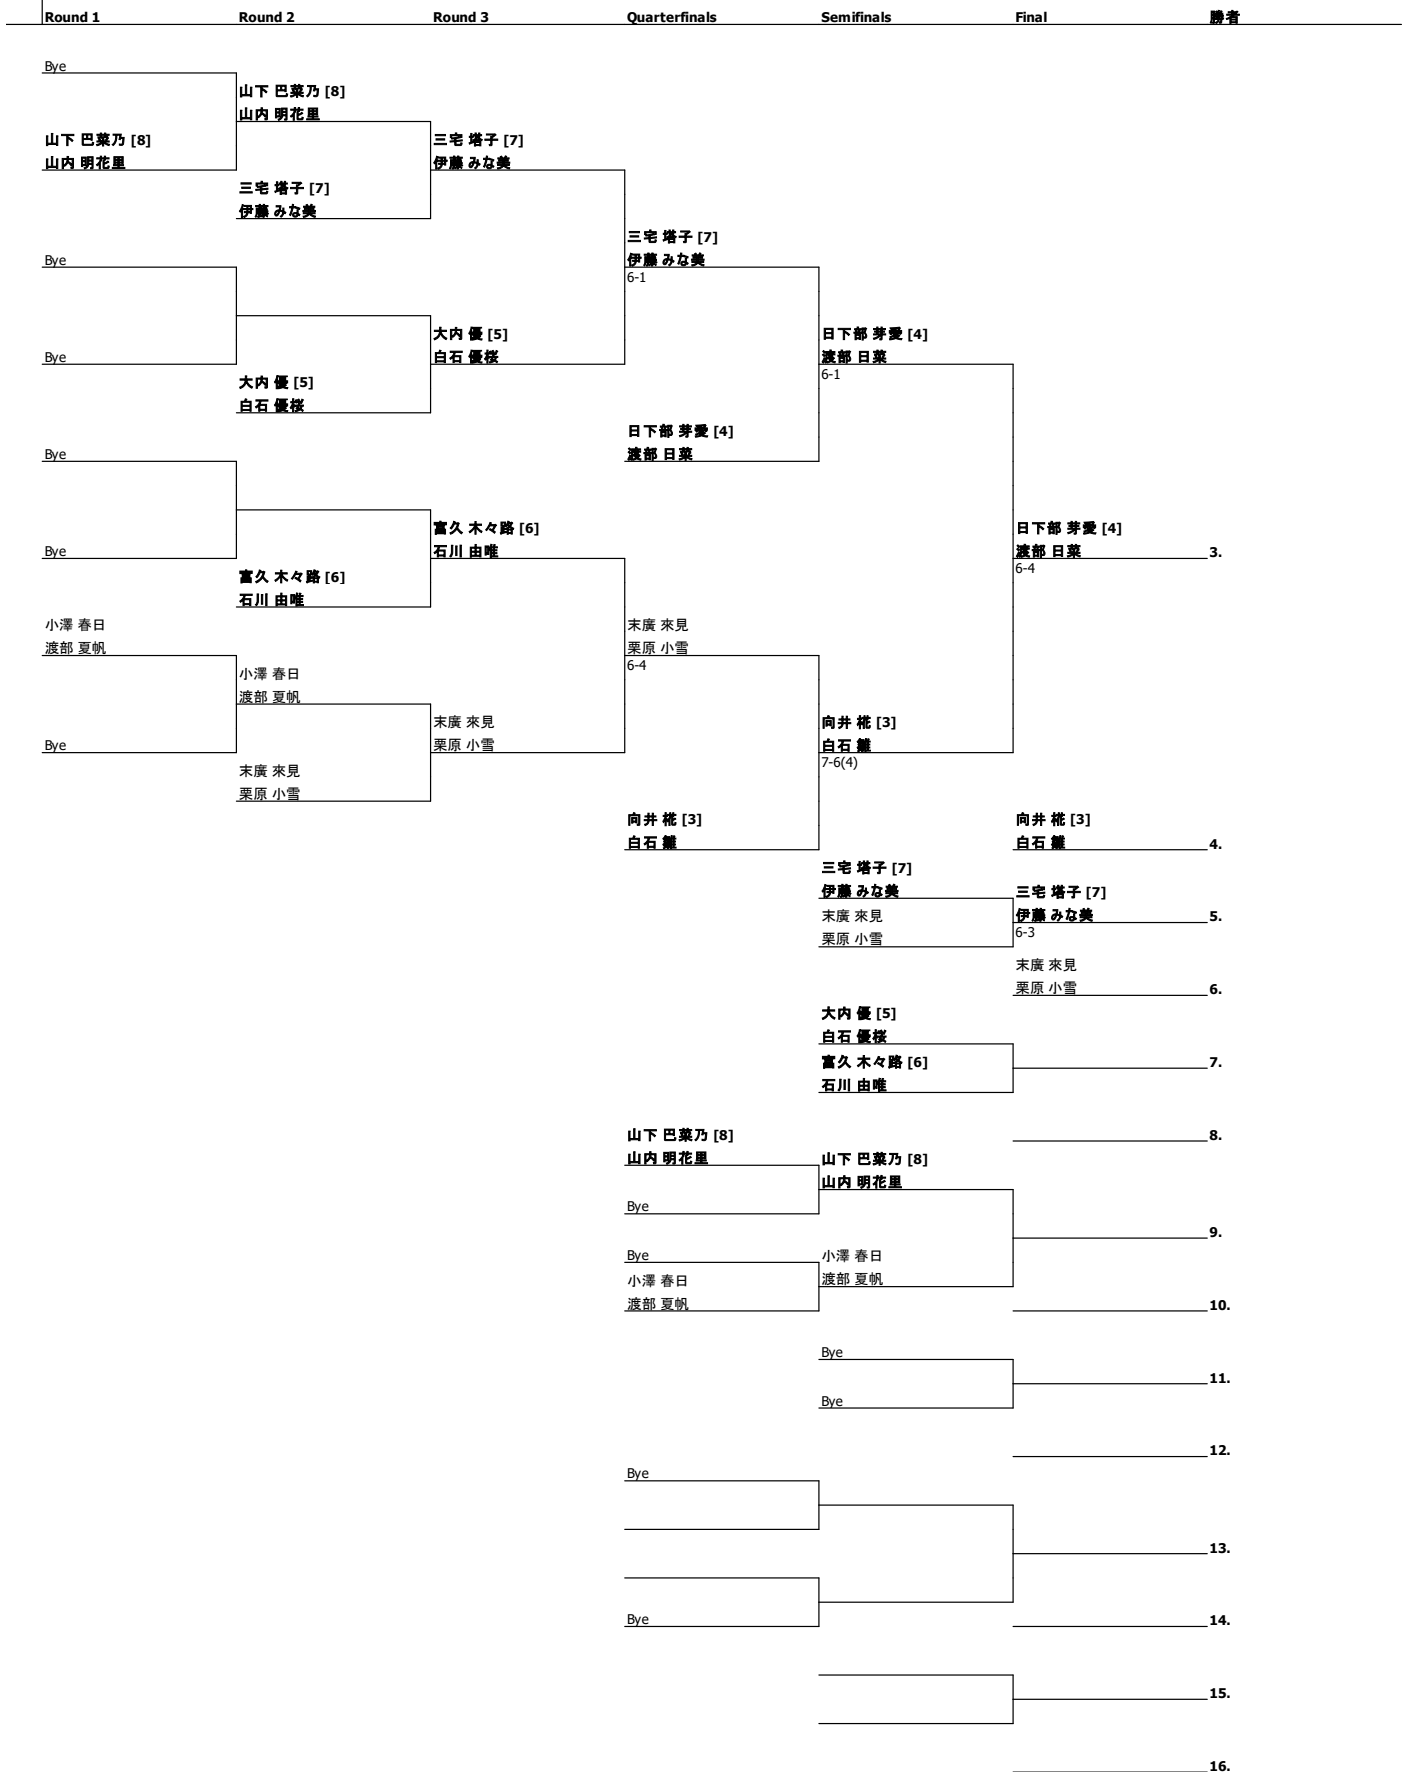 Round 1 Round 2 Round 3 Quarterfinals Semifinals Final 勝者
Bye
山下 巴菜乃 [8]
山内 明花里
山下 巴菜乃 [8] 三宅 塔子 [7]
山内 明花里 伊藤 みな美
三宅 塔子 [7]
伊藤 みな美
三宅 塔子 [7]
Bye 伊藤 みな美
6-1
大内 優 [5] 日下部 芽愛 [4]
Bye 白石 優桜 渡部 日菜
6-1
大内 優 [5]
白石 優桜
日下部 芽愛 [4]
Bye 渡部 日菜
富久 木々路 [6] 日下部 芽愛 [4]
Bye 石川 由唯 渡部 日菜 3.
6-4
富久 木々路 [6]
石川 由唯
小澤 春日 末廣 來見
渡部 夏帆 栗原 小雪
6-4
小澤 春日
渡部 夏帆
末廣 來見 向井 椛 [3]
Bye 栗原 小雪 白石 雛
7-6(4)
末廣 來見
栗原 小雪
向井 椛 [3] 向井 椛 [3]
白石 雛 白石 雛 4.
三宅 塔子 [7]
伊藤 みな美 三宅 塔子 [7]
末廣 來見 伊藤 みな美 5.
6-3
栗原 小雪
末廣 來見
栗原 小雪 6.
大内 優 [5]
白石 優桜
富久 木々路 [6] 7.
石川 由唯
山下 巴菜乃 [8] 8.
山内 明花里 山下 巴菜乃 [8]
山内 明花里
Bye
9.
Bye 小澤 春日
小澤 春日 渡部 夏帆
渡部 夏帆 10.
Bye
11.
Bye
12.
Bye
13.
Bye 14.
15.
16.